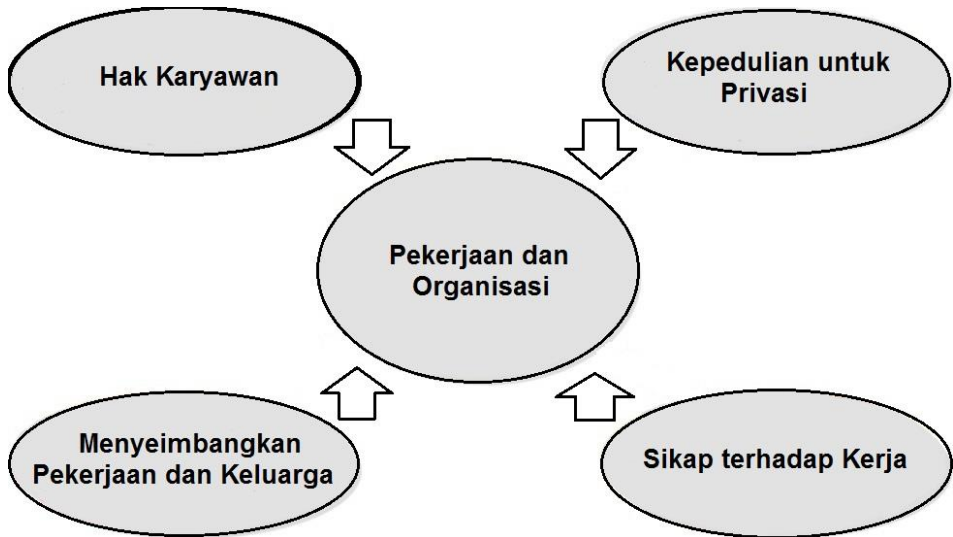 Hak Karyawan
Kepedulian untuk
Privasi
Pekerjaan dan
Organisasi
Menyeimbangkan
Pekerjaan dan Keluarga
Sikap terhadap Kerja